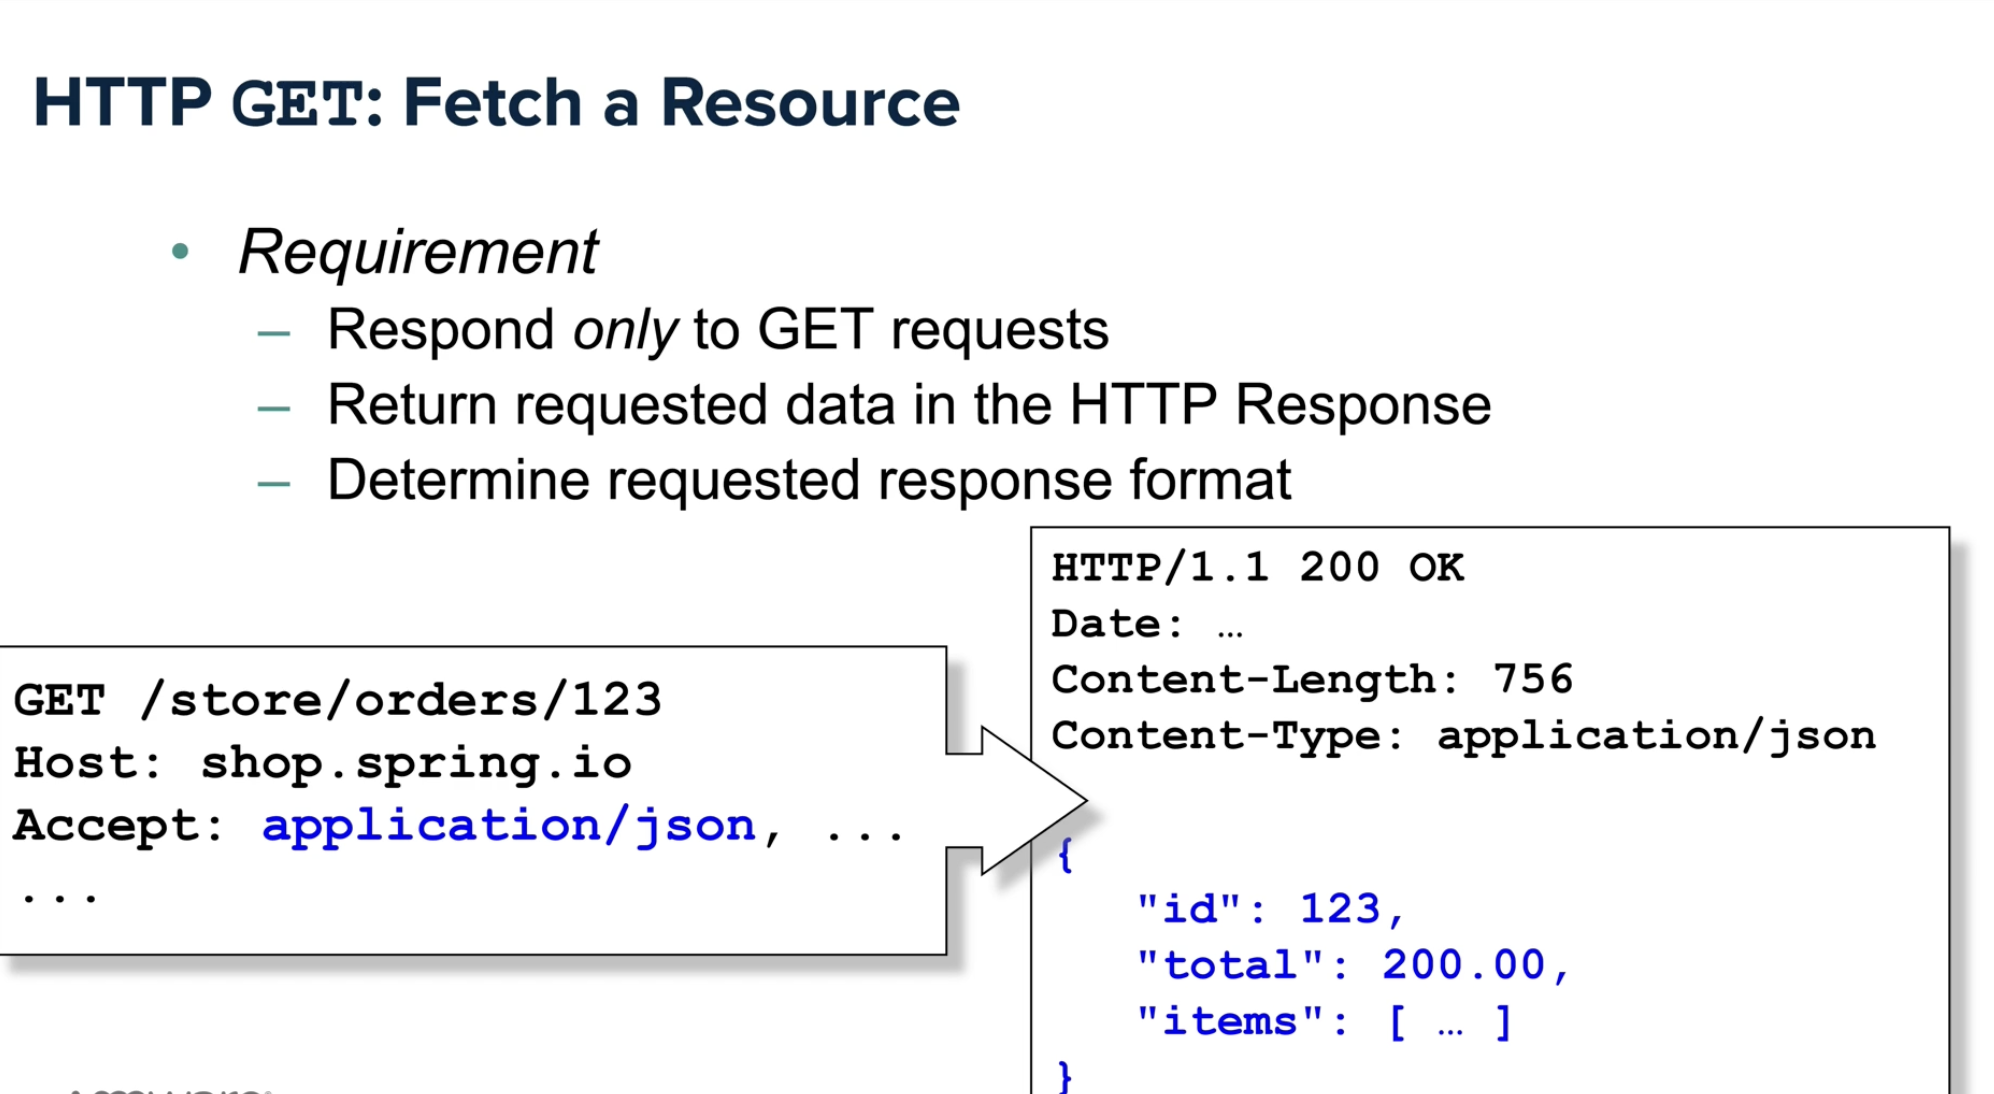 HTTP GET: Fetch a Resource
• Requirement
– Respond only to GET requests
– Return requested data in the HTTP Response
– Determine requested response format
GET /store/orders/123
Host: shop.spring.io
Accept: application/json, ...
...
HTTP/1.1 200 OK
Date: …
Content-Length: 756
Content-Type: application/json
{
"id": 123,
"total": 200.00,
"items": [ … ]
}